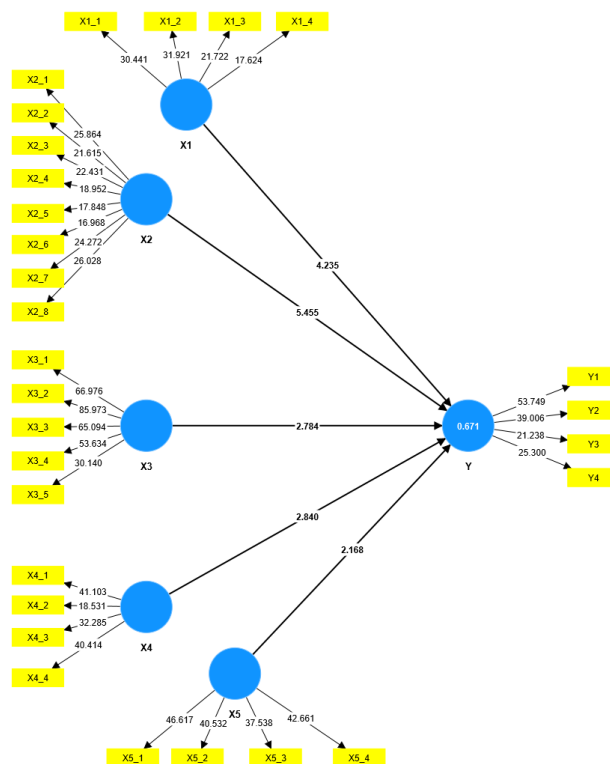 X1_1
X1_2
X1_3
X1_4
30.441
31.921
21.722
17.624
X1
X2_1
X2_2
X2_3
X2_4
X2_5
X2_6
X2_7
X2_8
25.864
21.615
22.431
18.952
17.848
16.968
24.272
26.028
X2
4.235
5.455
X3_1
X3_2
X3_3
X3_4
X3_5
66.976
85.973
65.094
53.634
30.140
X3
2.784
0.671
Y
53.749
39.006
21.238
25.300
Y1
Y2
Y3
Y4
2.840
2.168
X4_1
X4_2
X4_3
X4_4
41.103
18.531
32.285
40.414
X4
X5
46.617
40.532
37.538
42.661
X5_1
X5_2
X5_3
X5_4